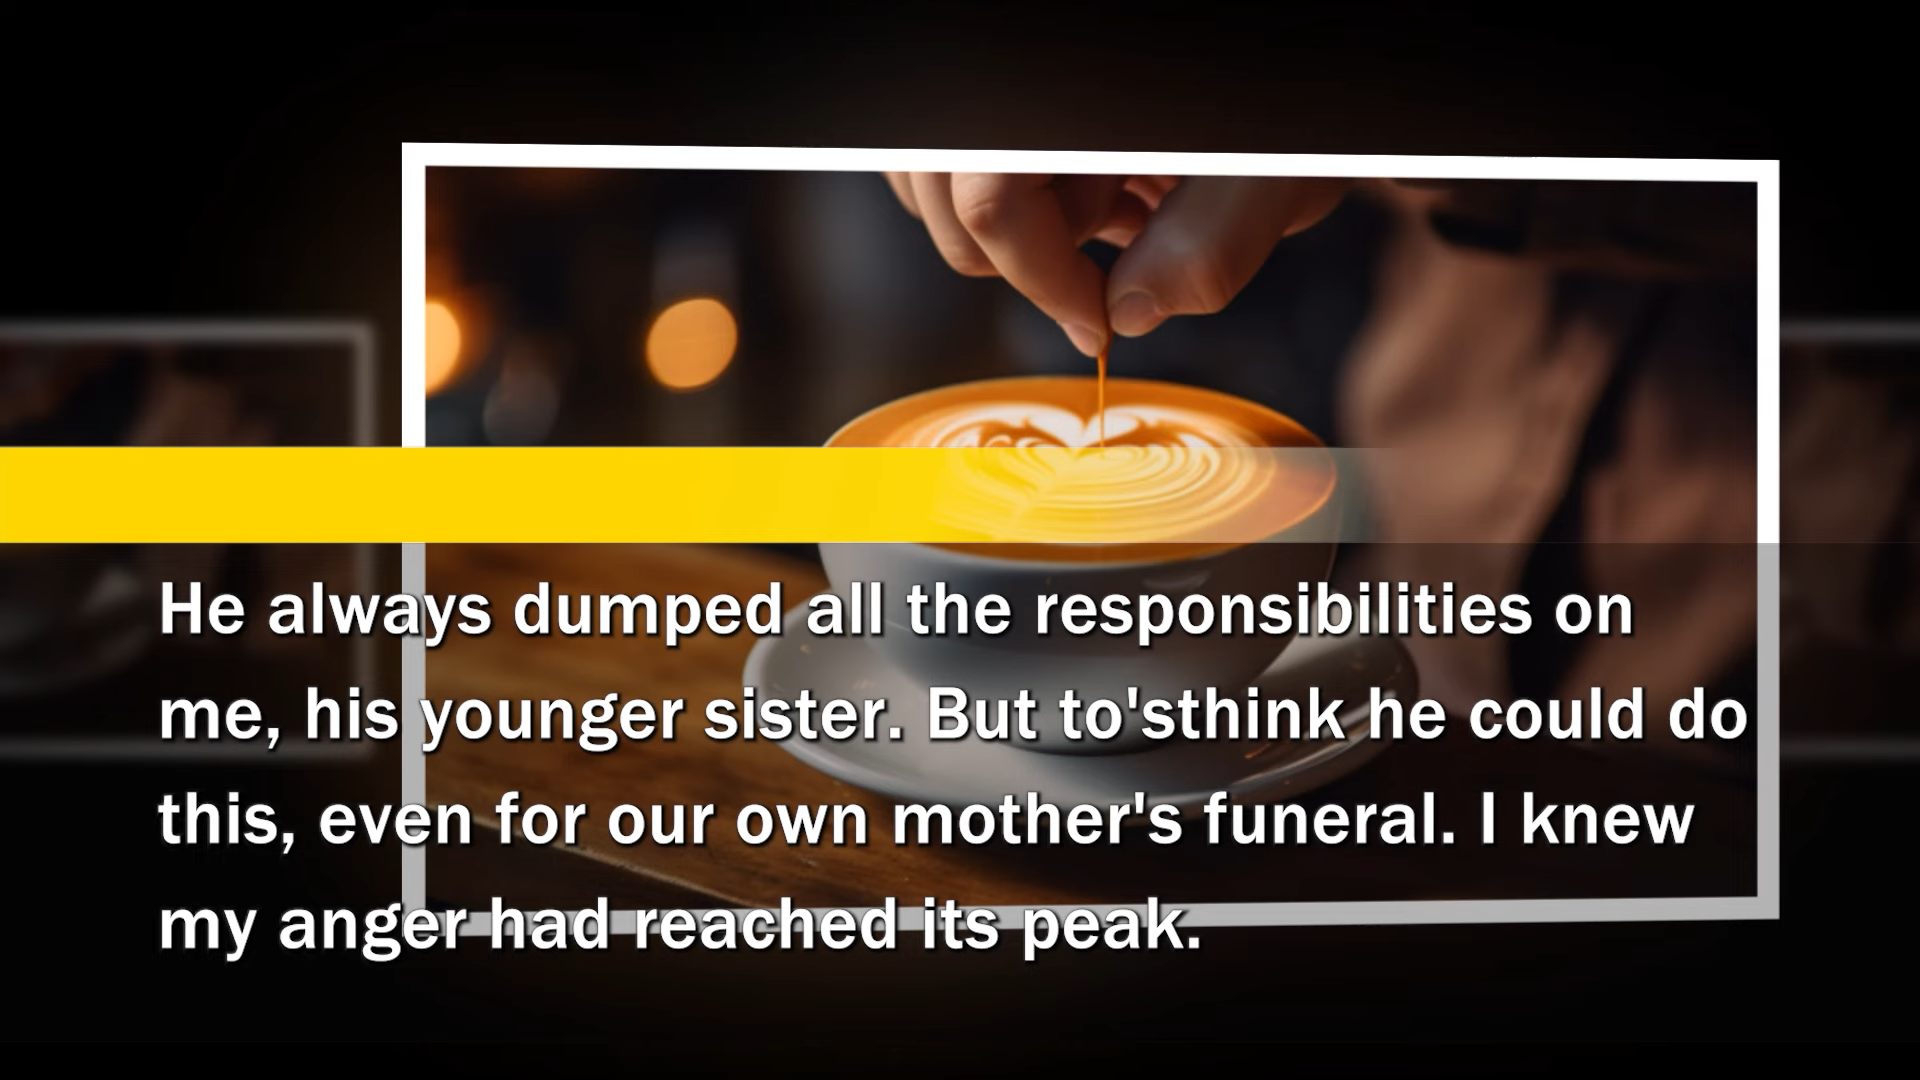 He always dumped all the responsibilities on
me, his younger sister. But to'sthink he could do
this, even for our own mother's funeral. I knew
my anger had reached its peak.